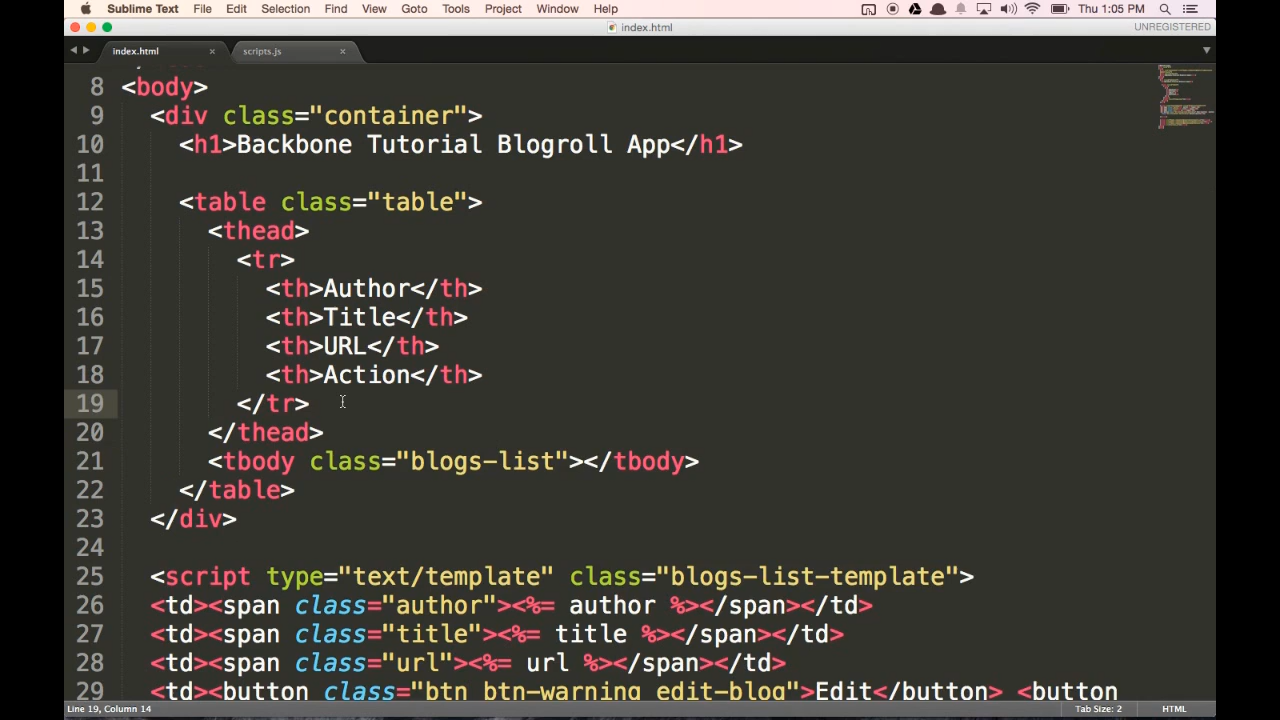 Sublime Text File Edit Selection Find View Goto Tools Project Window Help Thu 1:05 PM
index.html UNREGISTERED
index.html × scripts.js ×
8 <body>
9 <div class="container">
10 <h1>Backbone Tutorial Blogroll App</h1>
11
12 <table class="table">
13 <thead>
14 <tr>
15 <th>Author</th>
16 <th>Title</th>
17 <th>URL</th>
18 <th>Action</th>
19 </tr>
20 </thead>
21 <tbody class="blogs-list"></tbody>
22 </table>
23 </div>
24
25 <script type="text/template" class="blogs-list-template">
26 <td><span class="author"><%= author %></span></td>
27 <td><span class="title"><%= title %></span></td>
28 <td><span class="url"><%= url %></span></td>
29 <td><button class="btn btn-warning edit-blog">Edit</button> <button
Line 19, Column 14 Tab Size: 2 HTML